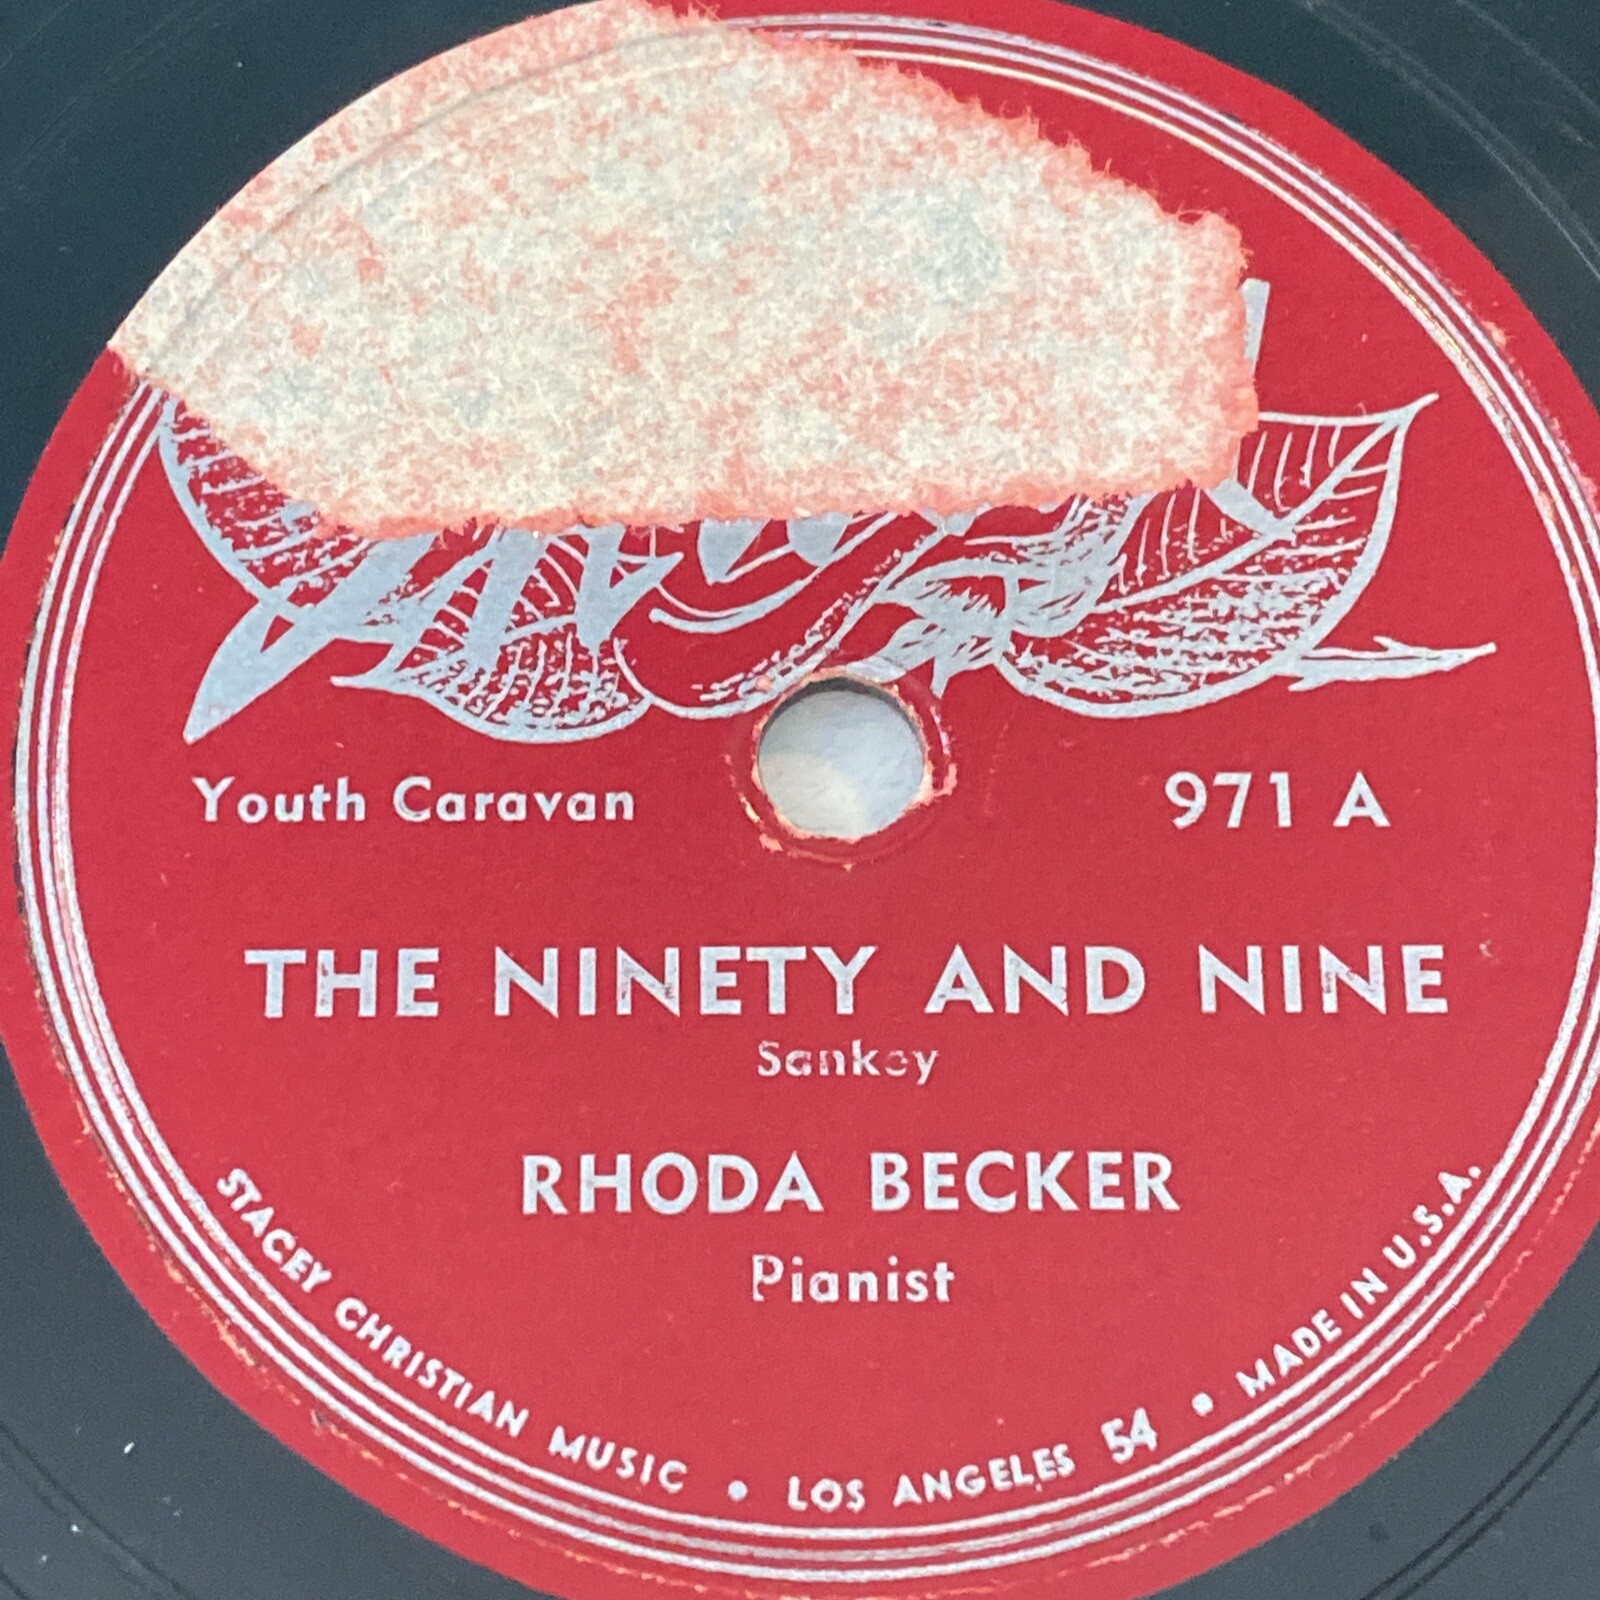 Youth Caravan 971 A
THE NINETY AND NINE
Sankey
RHODA BECKER
Pianist
STACEY CHRISTIAN MUSIC • LOS ANGELES 54 • MADE IN U.S.A.